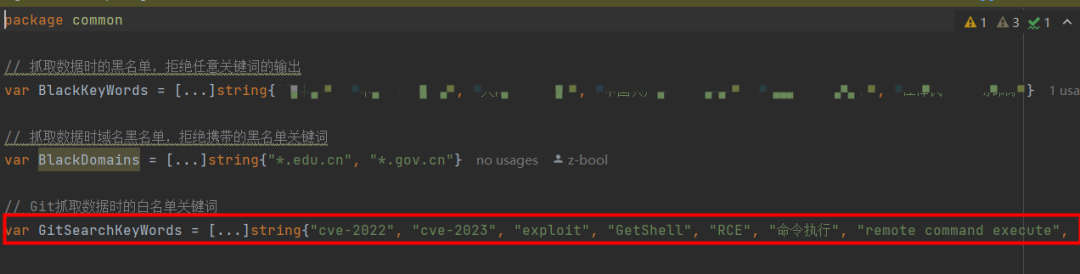 package common
1 3 1
// 抓取数据时的黑名单，拒绝任意关键词的输出
var BlackKeyWords = [...]string{ } 1 usa
// 抓取数据时域名黑名单，拒绝携带的黑名单关键词
var BlackDomains = [...]string{"*.edu.cn", "*.gov.cn"} no usages z-bool
// Git抓取数据时的白名单关键词
var GitSearchKeyWords = [...]string{"cve-2022", "cve-2023", "exploit", "GetShell", "RCE", "命令执行", "remote command execute",